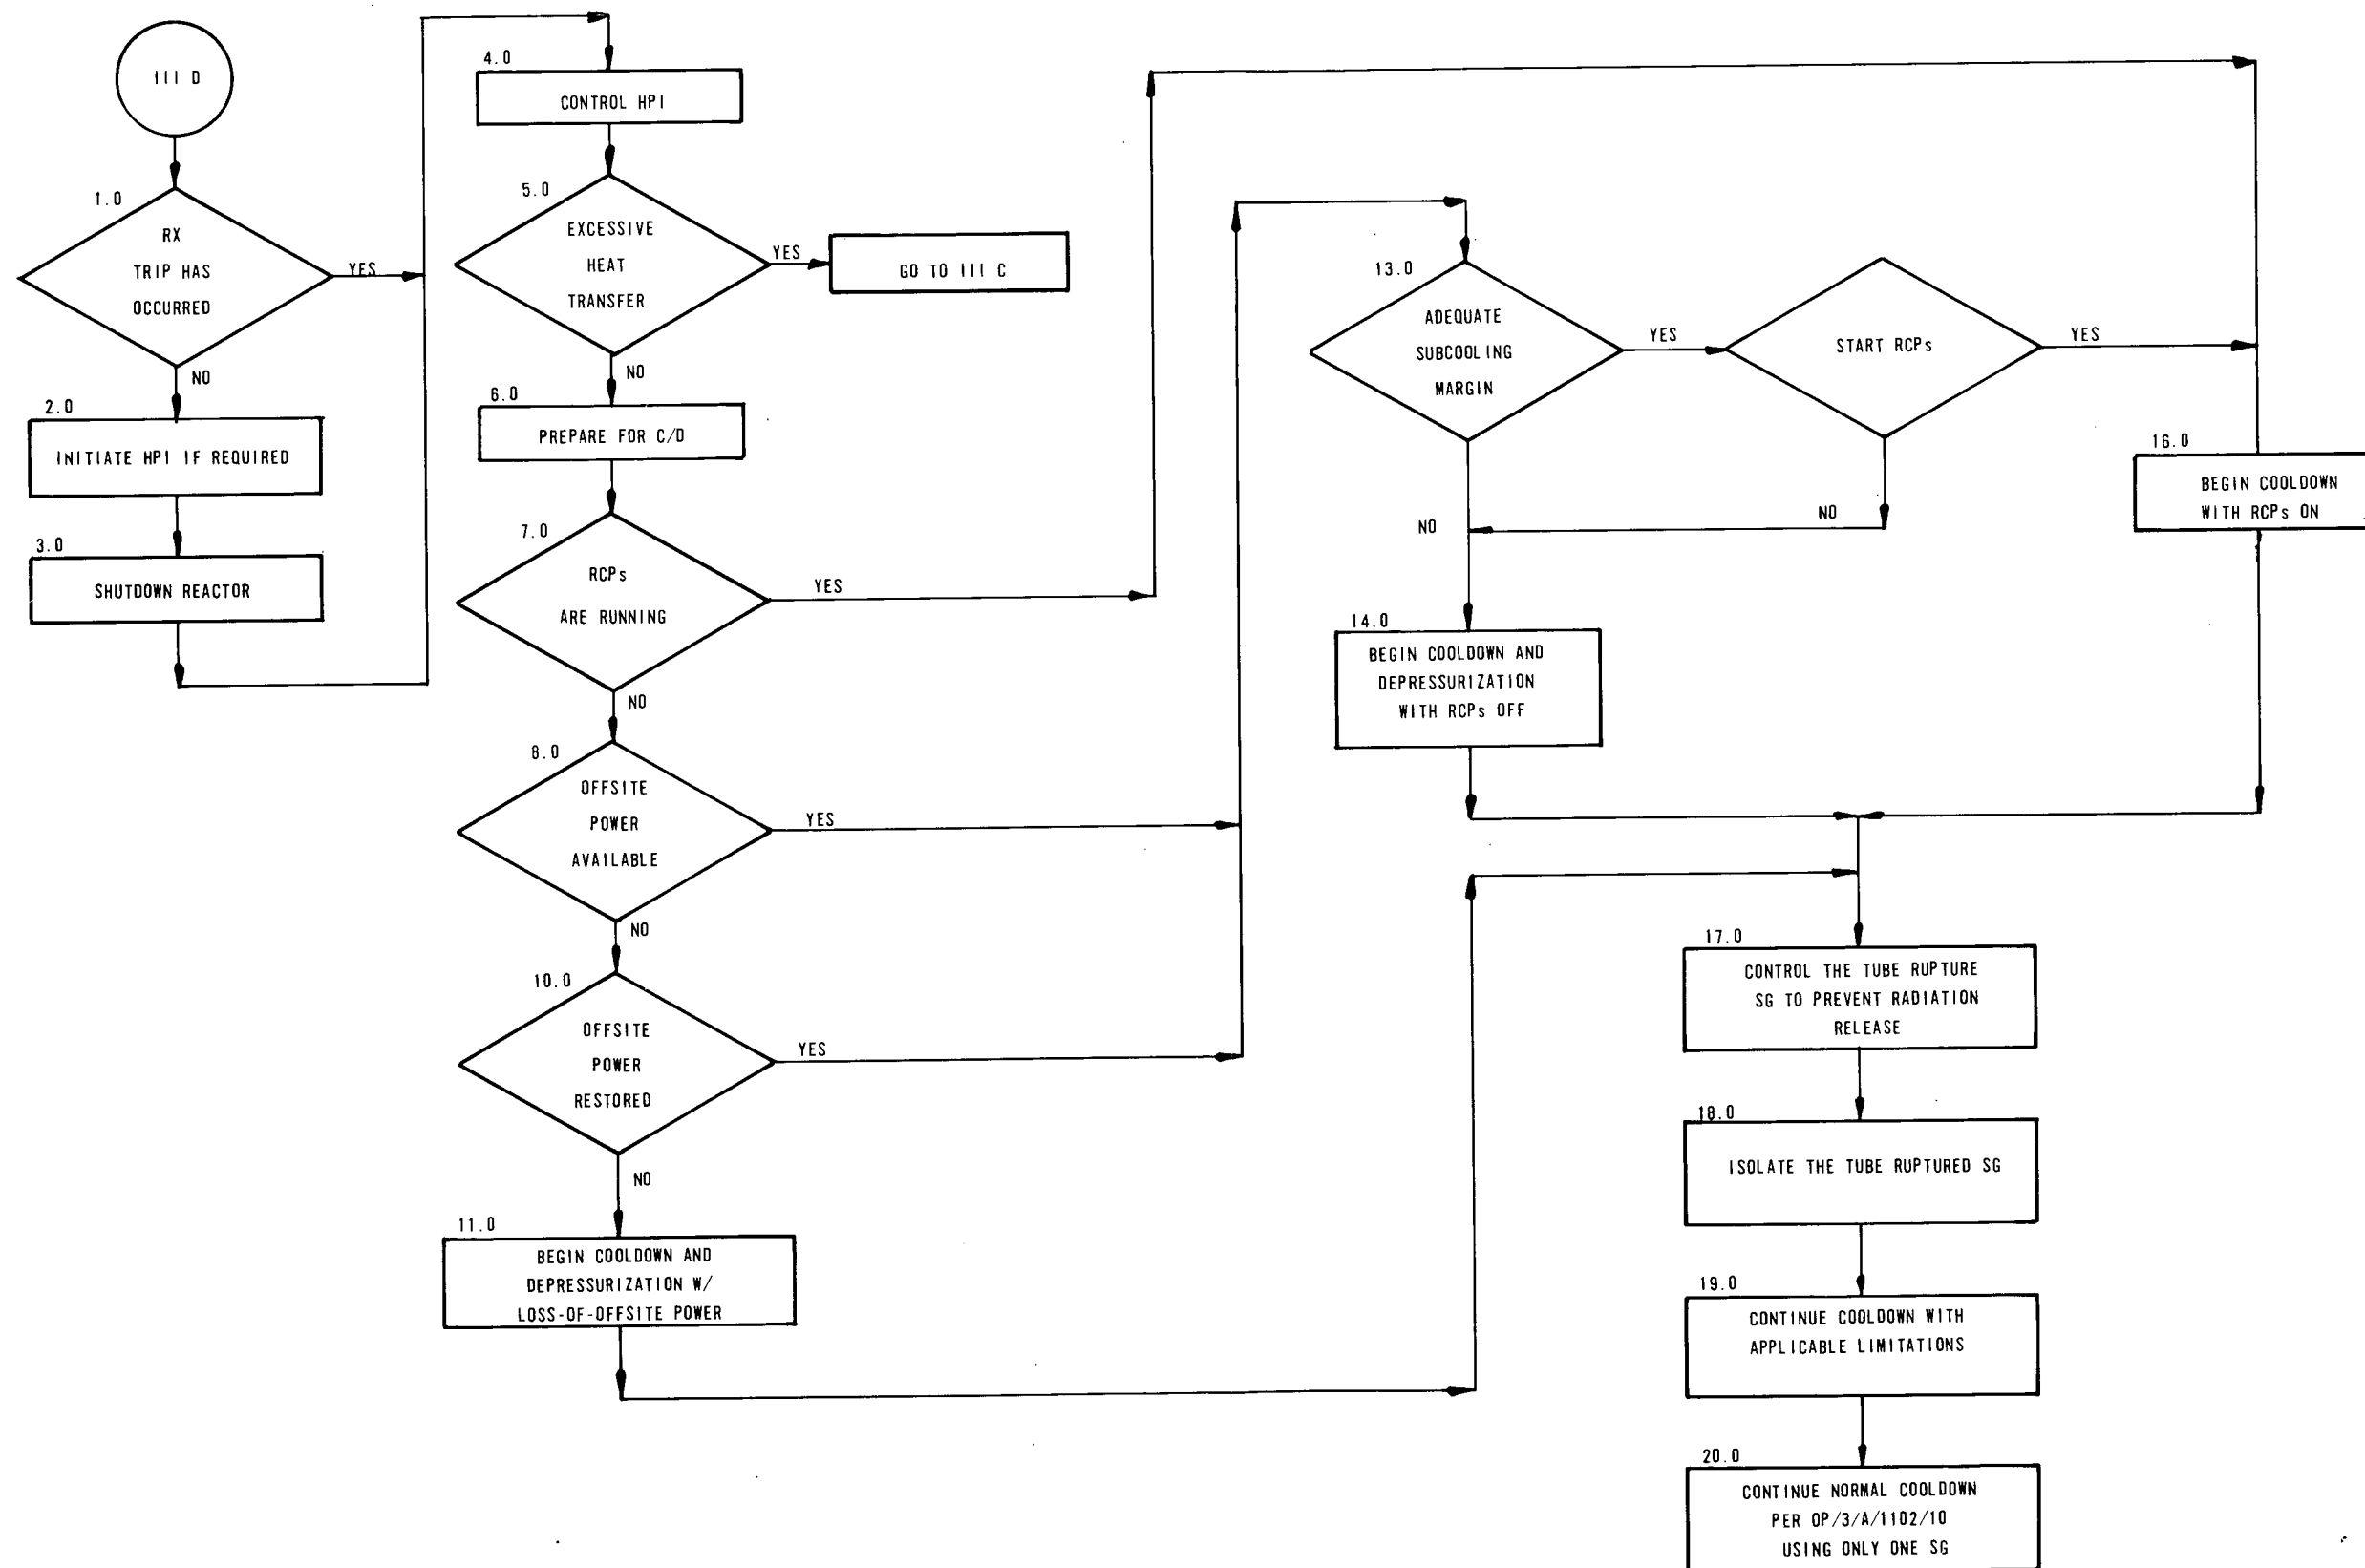 III D
1.0
RX
TRIP HAS
OCCURRED
YES
NO
2.0
INITIATE HPI IF REQUIRED
3.0
SHUTDOWN REACTOR
4.0
CONTROL HPI
5.0
EXCESSIVE
HEAT
TRANSFER
YES
GO TO III C
NO
6.0
PREPARE FOR C/D
7.0
RCPs
ARE RUNNING
YES
NO
8.0
OFFSITE
POWER
AVAILABLE
YES
NO
10.0
OFFSITE
POWER
RESTORED
YES
NO
11.0
BEGIN COOLDOWN AND
DEPRESSURIZATION W/
LOSS-OF-OFFSITE POWER
13.0
ADEQUATE
SUBCOOLING
MARGIN
YES
NO
START RCPs
YES
NO
14.0
BEGIN COOLDOWN AND
DEPRESSURIZATION
WITH RCPs OFF
16.0
BEGIN COOLDOWN
WITH RCPs ON
17.0
CONTROL THE TUBE RUPTURE
SG TO PREVENT RADIATION
RELEASE
18.0
ISOLATE THE TUBE RUPTURED SG
19.0
CONTINUE COOLDOWN WITH
APPLICABLE LIMITATIONS
20.0
CONTINUE NORMAL COOLDOWN
PER OP/3/A/1102/10
USING ONLY ONE SG